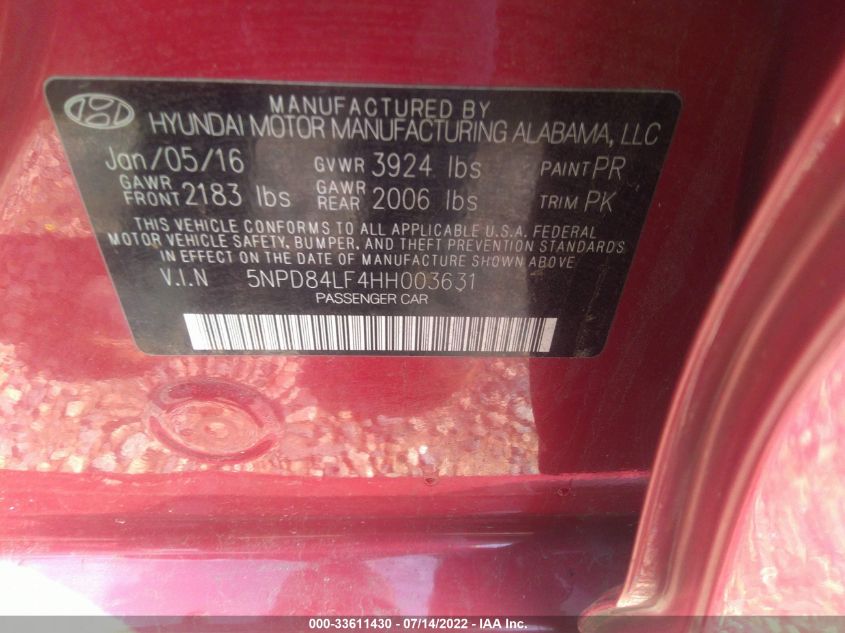 MANUFACTURED BY
HYUNDAI MOTOR MANUFACTURING ALABAMA, LLC
Jan/05/16 GVWR 3924 lbs PAINT PR
GAWR FRONT 2183 lbs GAWR REAR 2006 lbs TRIM PK
THIS VEHICLE CONFORMS TO ALL APPLICABLE U.S.A. FEDERAL
MOTOR VEHICLE SAFETY, BUMPER, AND THEFT PREVENTION STANDARDS
IN EFFECT ON THE DATE OF MANUFACTURE SHOWN ABOVE.
V.I.N 5NPD84LF4HH003631
PASSENGER CAR
000-33611430 - 07/14/2022 - IAA Inc.